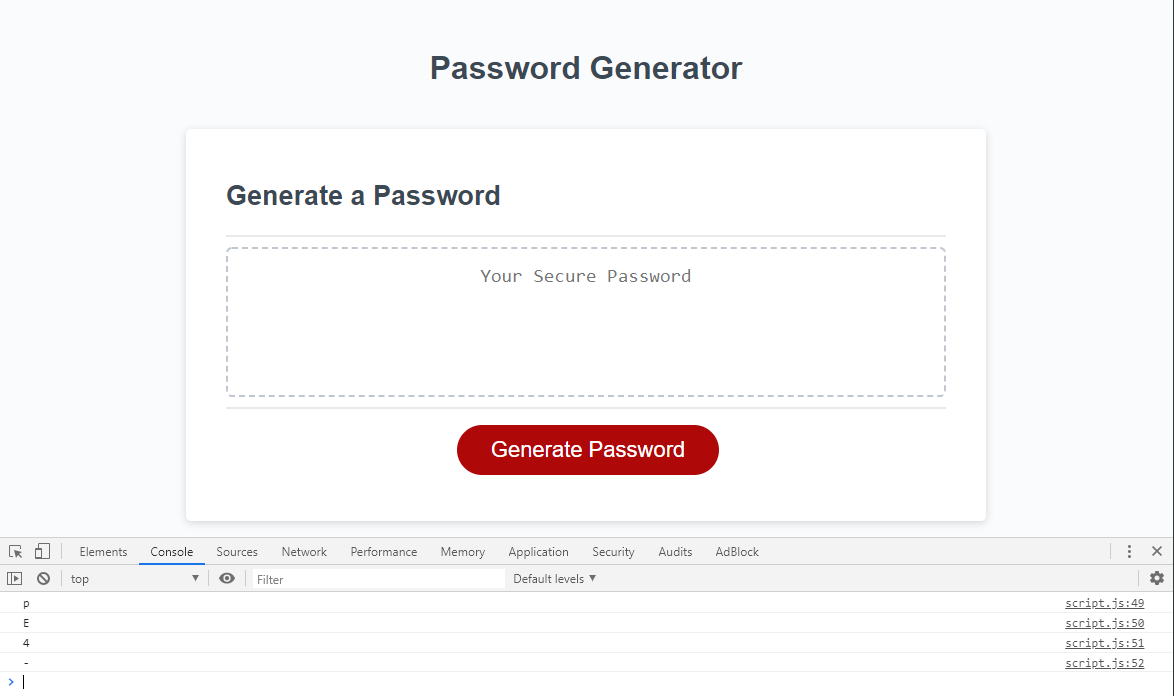 Password Generator
Generate a Password
Your Secure Password
Generate Password
Elements Console Sources Network Performance Memory Application Security Audits AdBlock
top Filter Default levels
p script.js:49
E script.js:50
4 script.js:51
- script.js:52